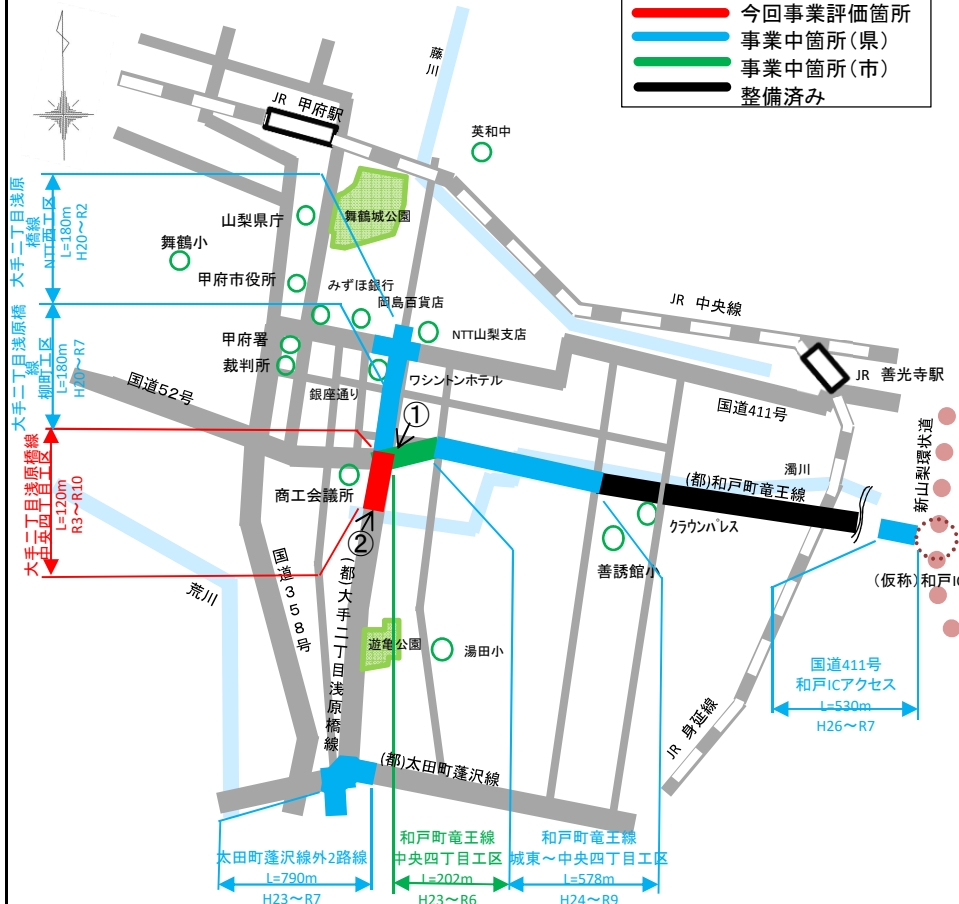 今回事業評価箇所
事業中箇所(県)
事業中箇所(市)
整備済み
藤川
JR 甲府駅
英和中
大手二丁目浅原橋線
NTT西工区
L=180m
H20～R2
山梨県庁
舞鶴城公園
舞鶴小
甲府市役所
みずほ銀行
岡島百貨店
JR 中央線
NTT山梨支店
大手二丁目浅原橋線
柳町工区
L=180m
H20～R7
甲府署
裁判所
ワシントンホテル
JR 善光寺駅
国道52号
銀座通り
国道411号
①
新山梨環状道
大手二丁目浅原橋線
中央四丁目工区
L=120m
R3～R10
商工会議所
濁川
(都)和戸町竜王線
クラウンパレス
②
善誘館小
(仮称)和戸IC
国道358号
(都)大手二丁目浅原橋線
荒川
遊亀公園
湯田小
国道411号
和戸ICアクセス
L=530m
H26～R7
JR 身延線
(都)太田町蓬沢線
太田町蓬沢線外2路線
L=790m
H23～R7
和戸町竜王線
中央四丁目工区
L=202m
H23～R6
和戸町竜王線
城東～中央四丁目工区
L=578m
H24～R9